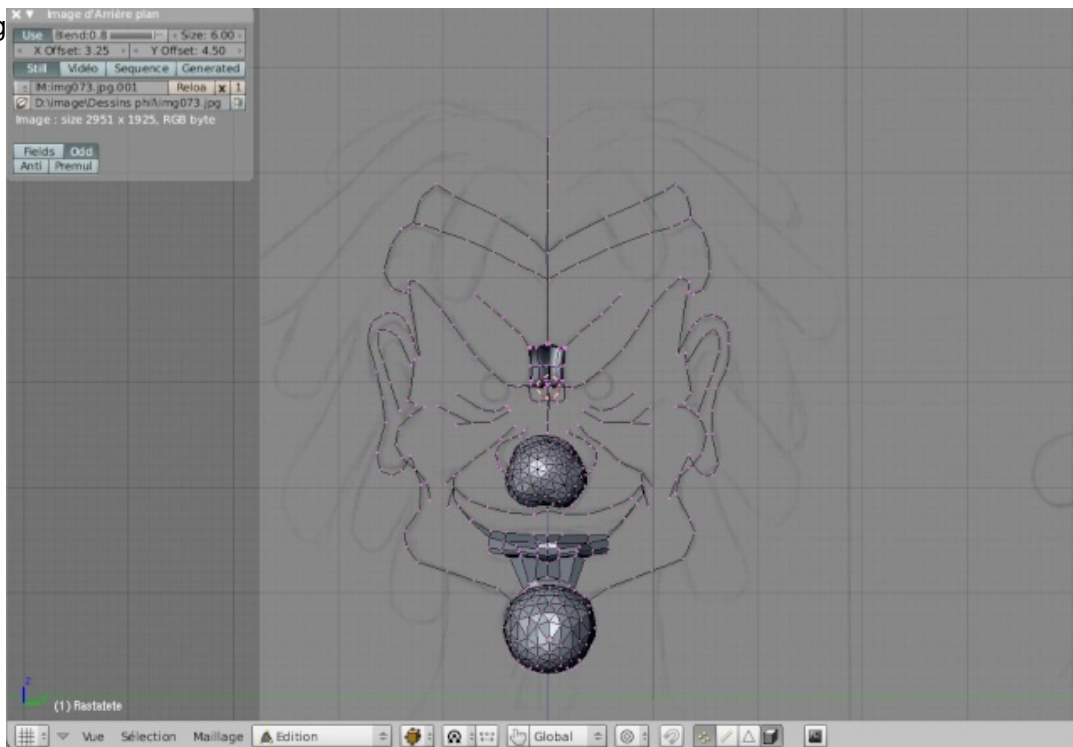 g
Image d'Arrière plan
Use Blend:0.8 Size: 6.00
X Offset: 3.25 Y Offset: 4.50
Still Vidéo Sequence Generated
IM:img073.jpg.001 Reloa x 1
D:\Image\Dessins phil\img073.jpg
Image : size 2951 x 1925, RGB byte
Fields Odd
Anti Premul
z
(1) Rastatete
Vue Sélection Maillage Edition Global